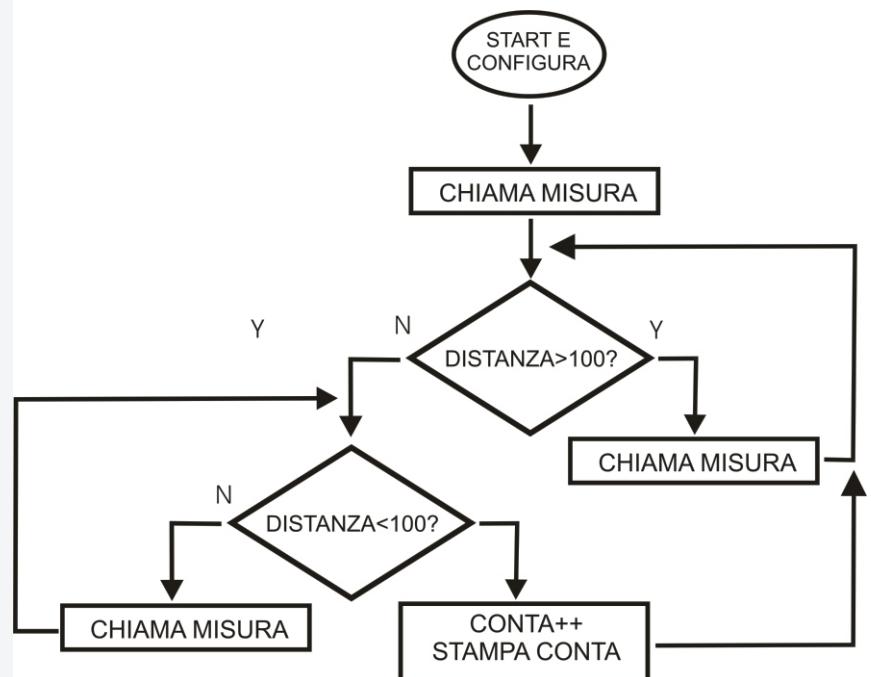 START E
CONFIGURA
CHIAMA MISURA
Y
N
Y
DISTANZA>100?
CHIAMA MISURA
N
DISTANZA<100?
CHIAMA MISURA
CONTA++
STAMPA CONTA